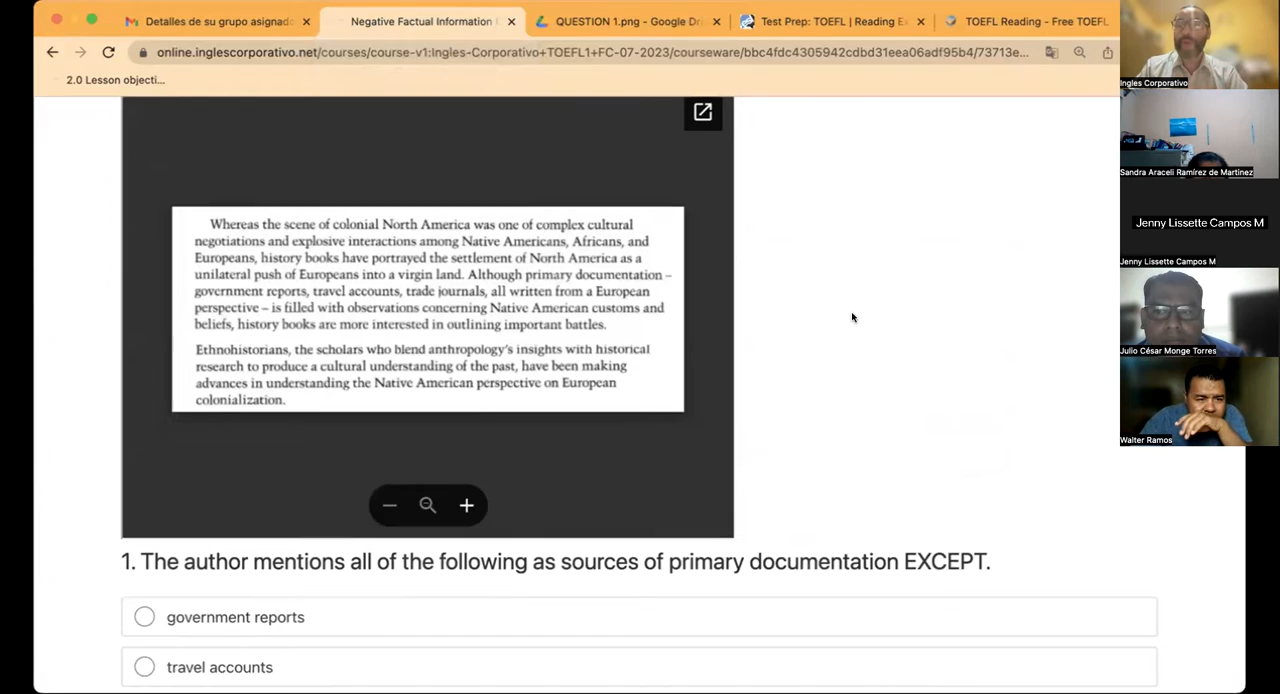 Detalles de su grupo asignado
Negative Factual Information
QUESTION 1.png - Google Dri
Test Prep: TOEFL | Reading Ex
TOEFL Reading - Free TOEFL
online.inglescorporativo.net/courses/course-v1:Ingles-Corporativo+TOEFL1+FC-07-2023/courseware/bbc4fdc4305942cdbd31eea06adf95b4/73713e...
2.0 Lesson objecti...
Whereas the scene of colonial North America was one of complex cultural
negotiations and explosive interactions among Native Americans, Africans, and
Europeans, history books have portrayed the settlement of North America as a
unilateral push of Europeans into a virgin land. Although primary documentation –
government reports, travel accounts, trade journals, all written from a European
perspective – is filled with observations concerning Native American customs and
beliefs, history books are more interested in outlining important battles.
Ethnohistorians, the scholars who blend anthropology's insights with historical
research to produce a cultural understanding of the past, have been making
advances in understanding the Native American perspective on European
colonialization.
1. The author mentions all of the following as sources of primary documentation EXCEPT.
government reports
travel accounts
Ingles Corporativo
Sandra Araceli Ramírez de Martinez
Jenny Lissette Campos M
Jenny Lissette Campos M
Julio César Monge Torres
Walter Ramos